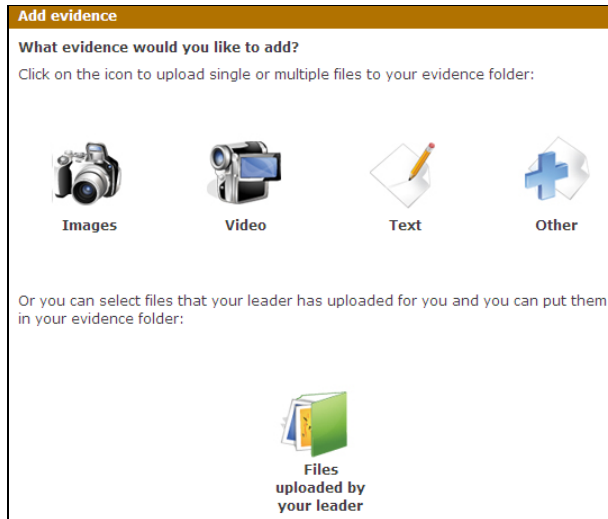 Add evidence
What evidence would you like to add?
Click on the icon to upload single or multiple files to your evidence folder:
Images
Video
Text
Other
Or you can select files that your leader has uploaded for you and you can put them
in your evidence folder:
Files
uploaded by
your leader